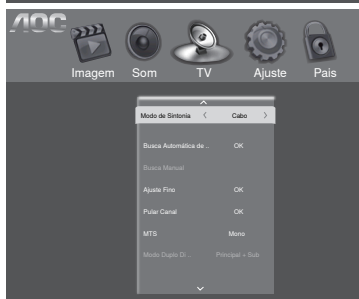 AOC
Imagem Som TV Ajuste Pais
Modo de Sintonia < Cabo >
Busca Automática de .. OK
Busca Manual
Ajuste Fino OK
Pular Canal OK
MTS Mono
Modo Duplo Di .. Principal + Sub